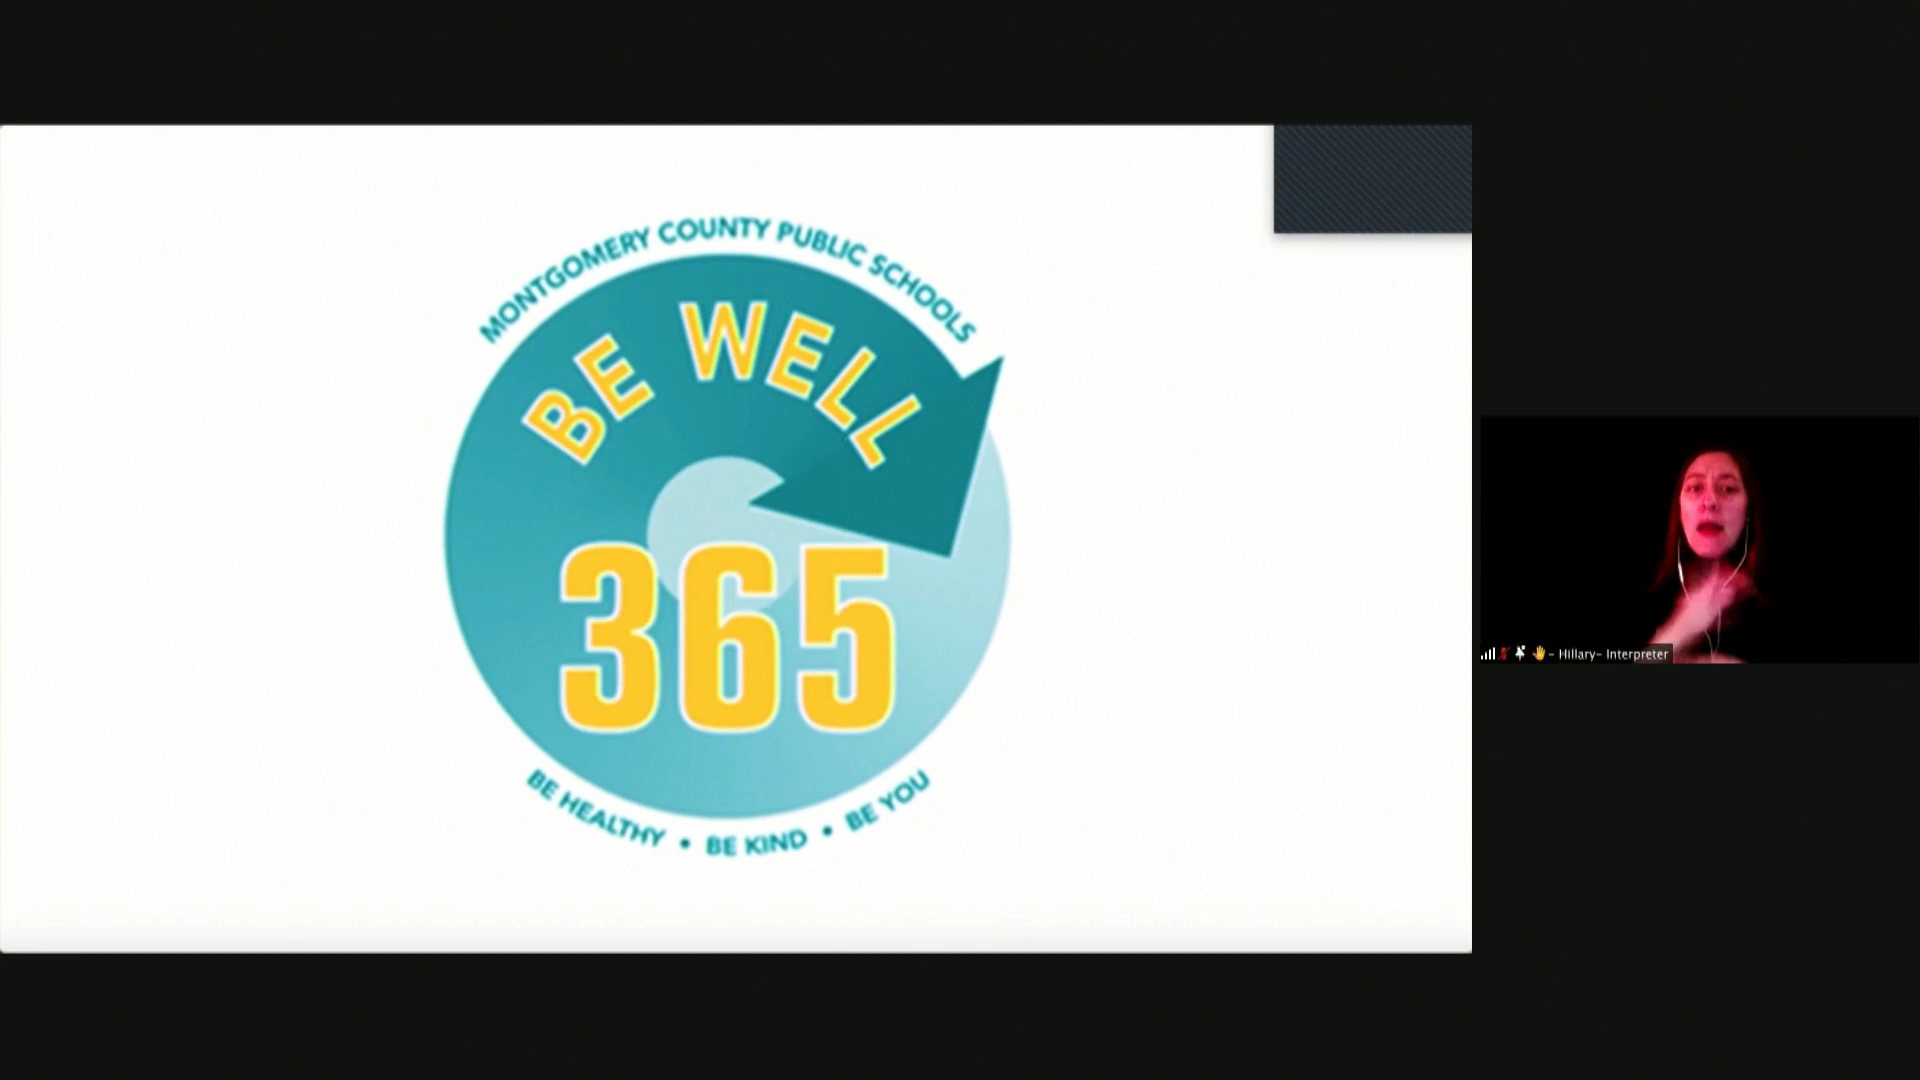 MONTGOMERY COUNTY PUBLIC SCHOOLS
BE WELL
365
BE HEALTHY • BE KIND • BE YOU
- Hillary- Interpreter